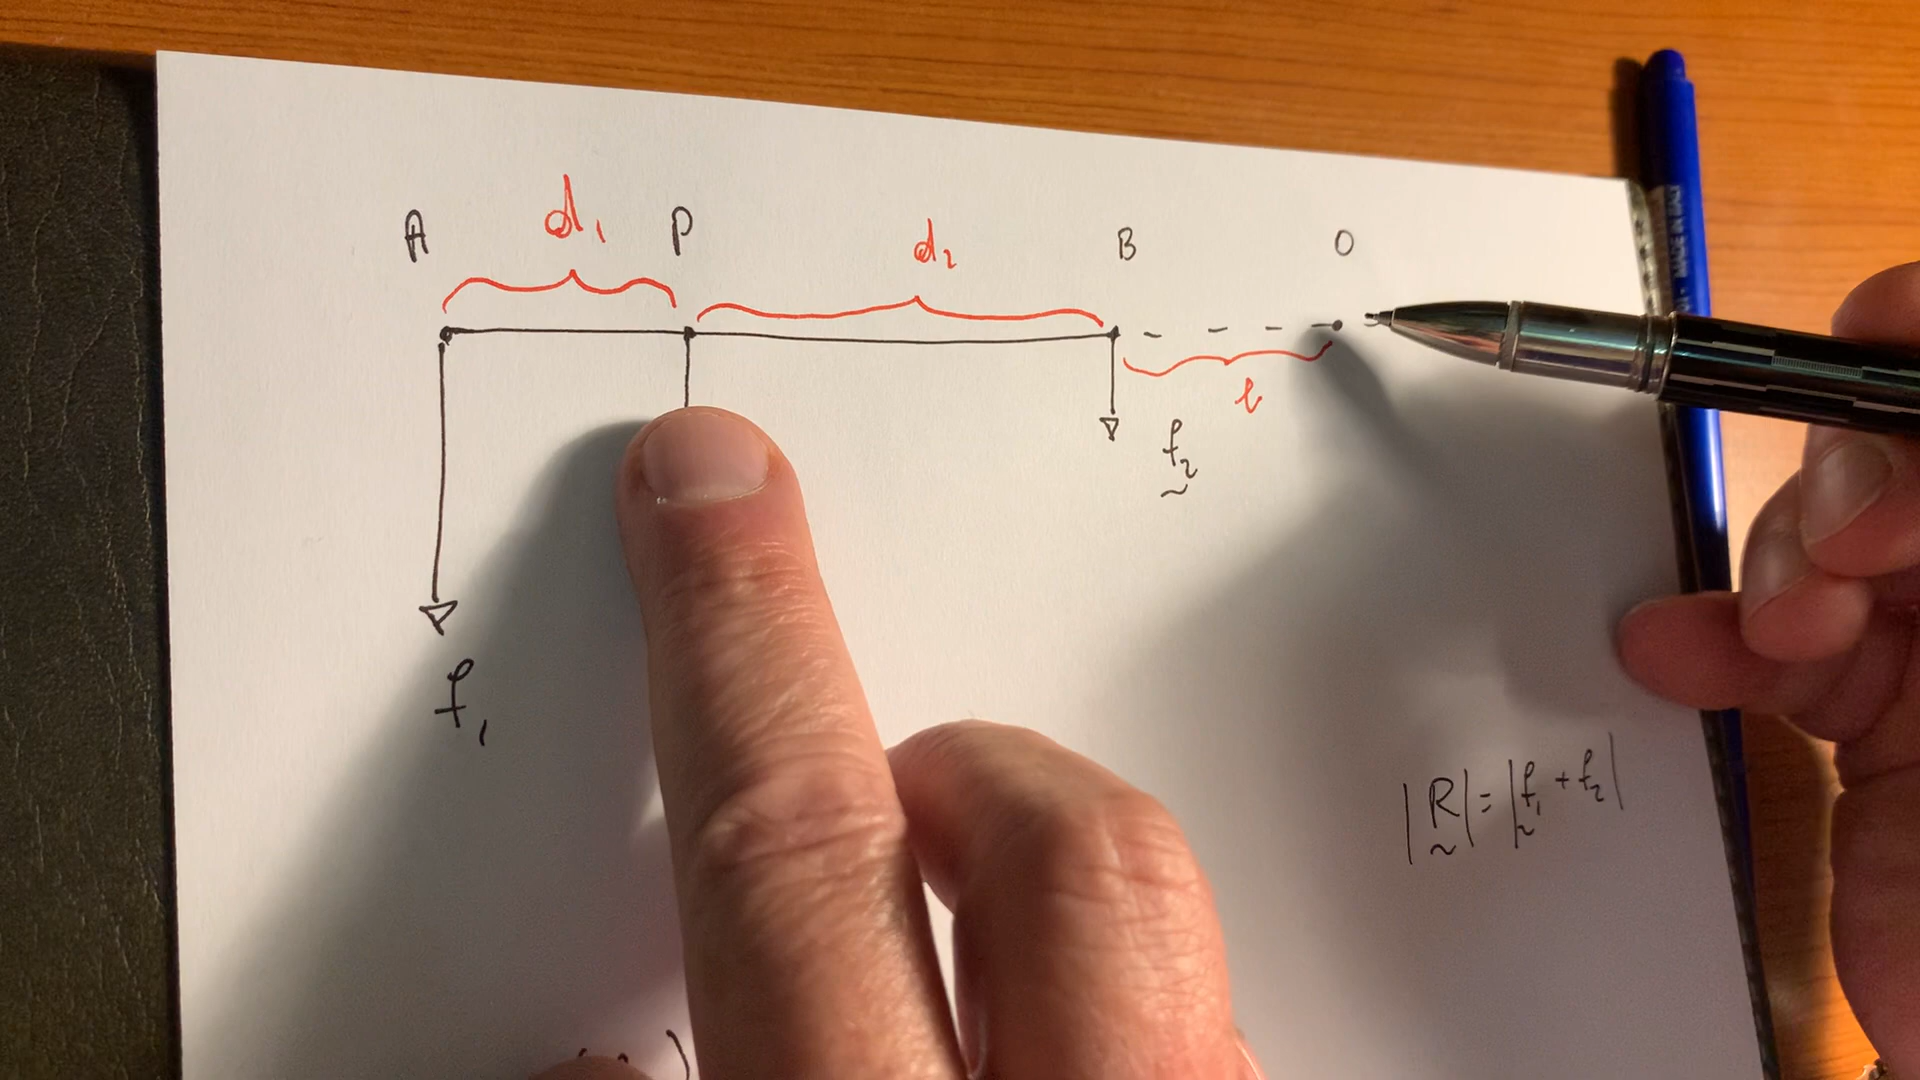 A d₁ P d₂ B O
l
f₂
f₁
|R| = |f₁ + f₂|